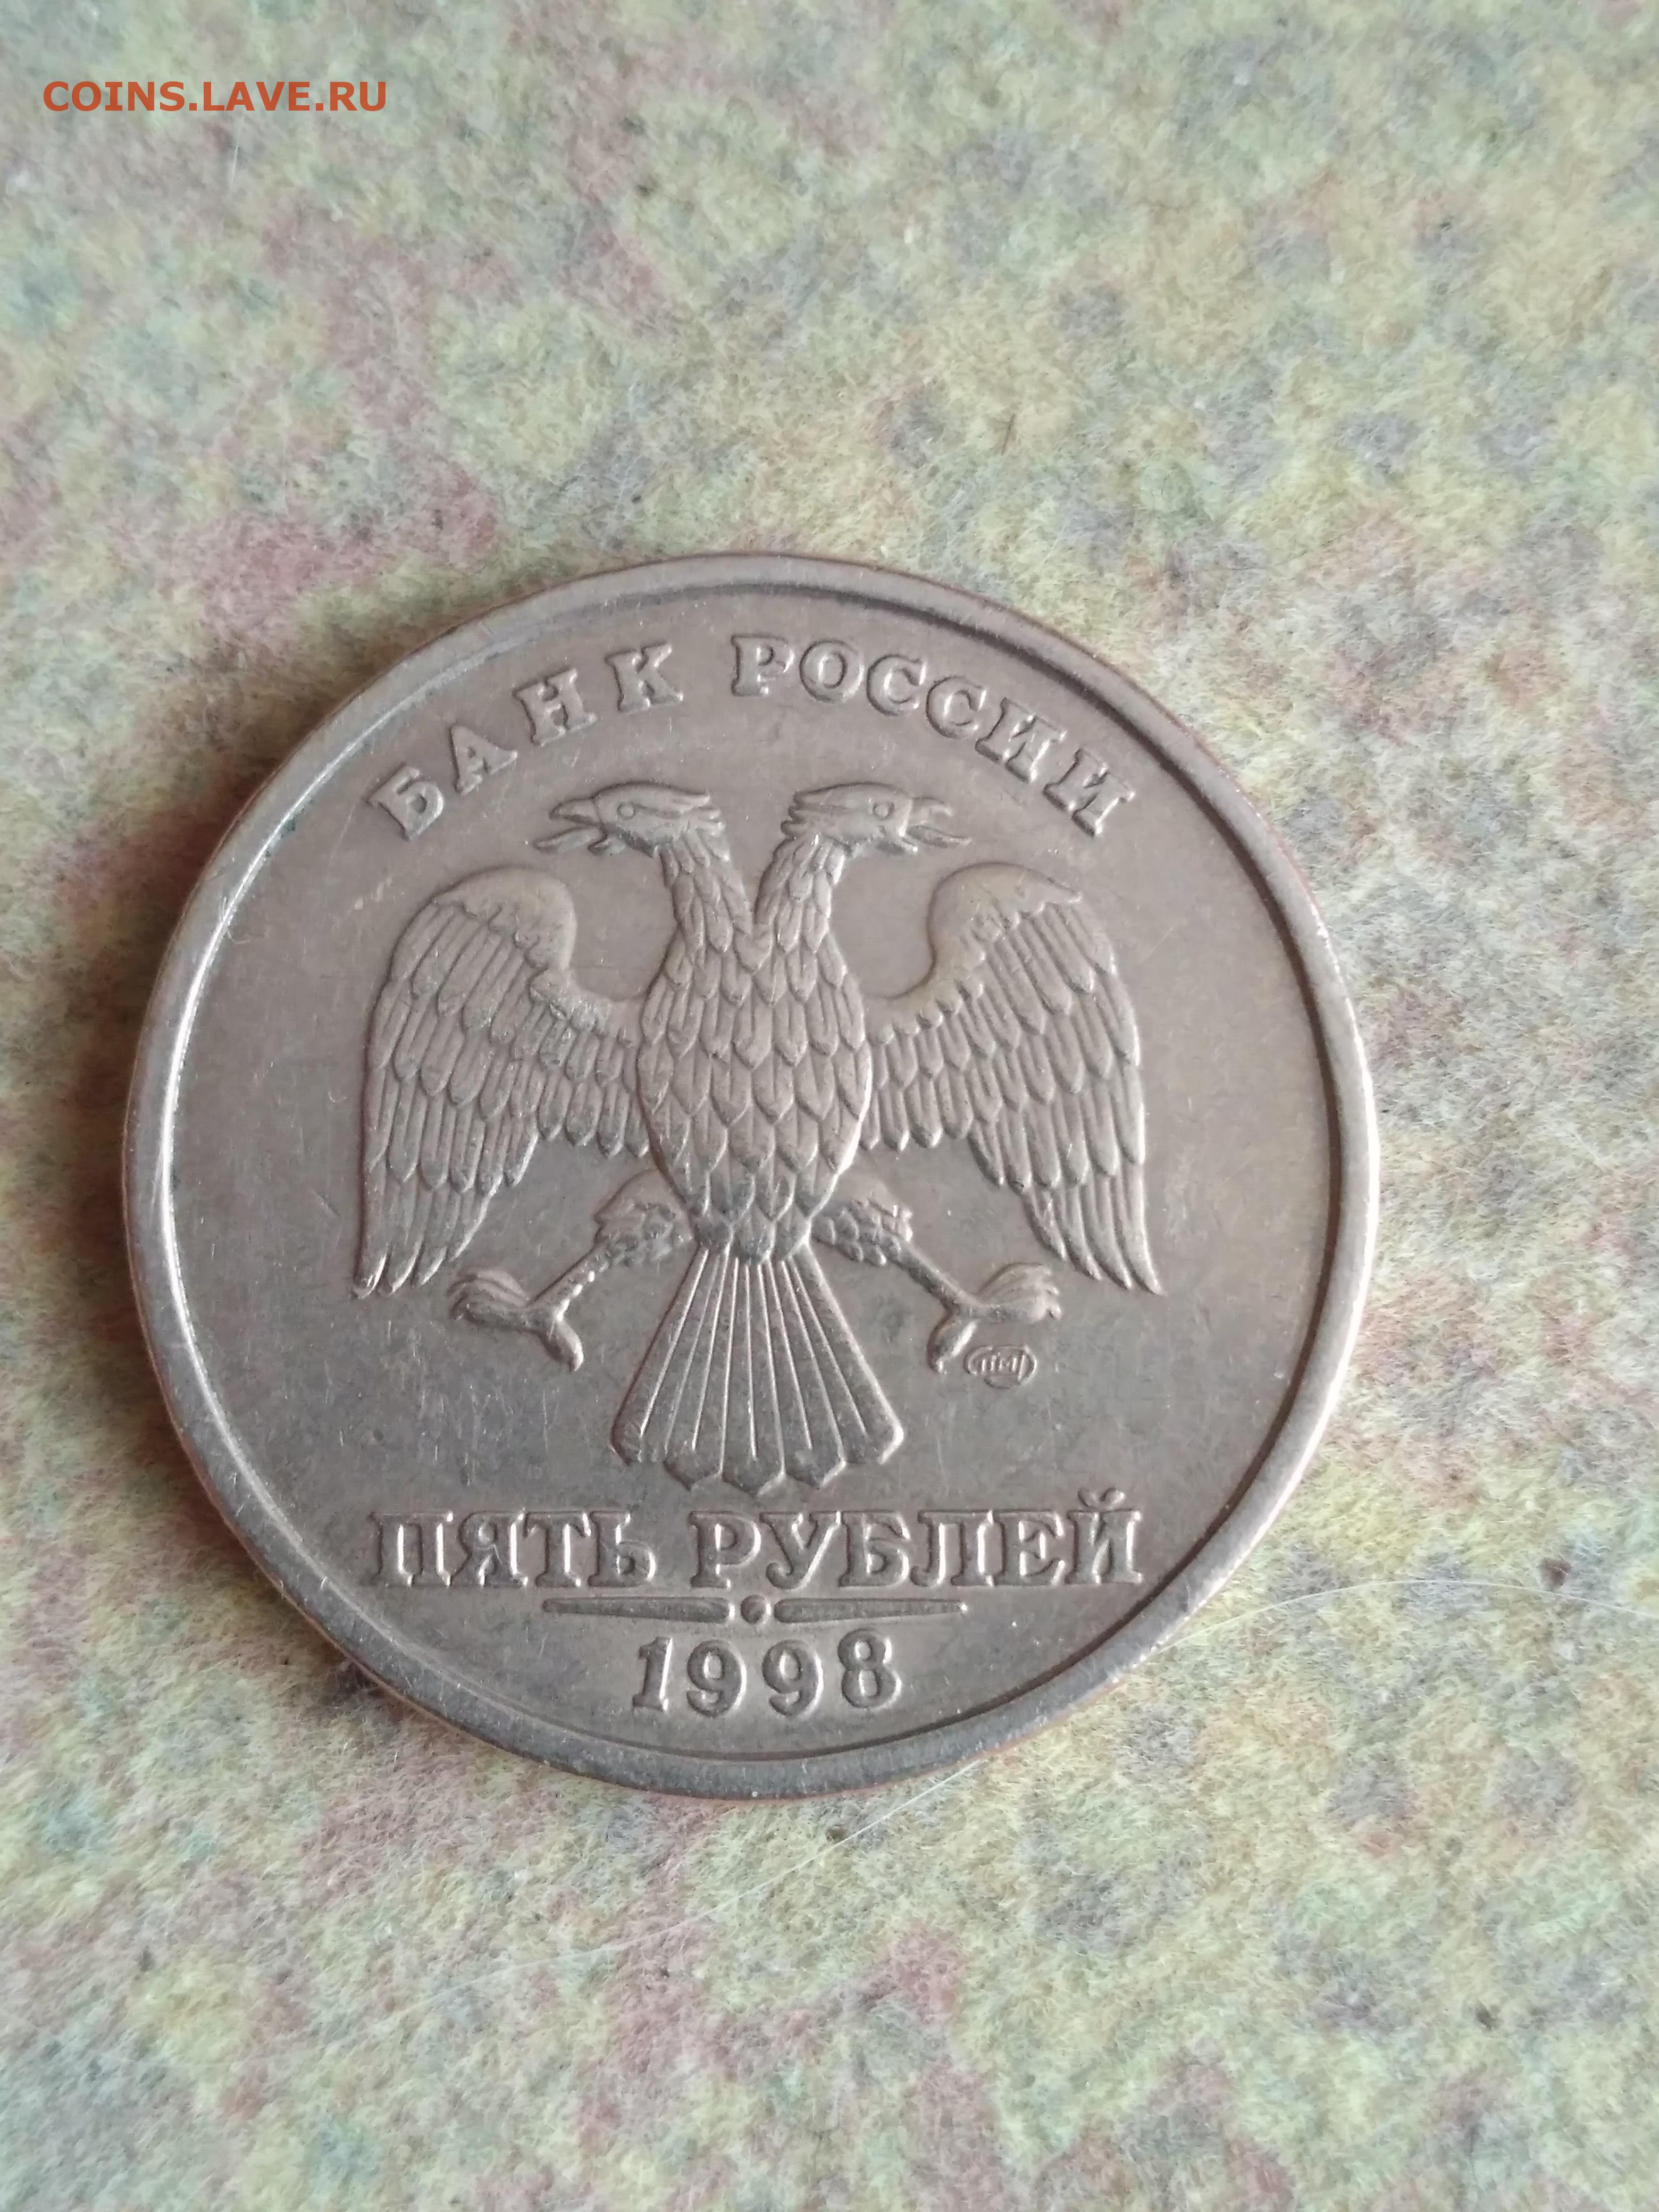 COINS.LAVE.RU
БАНК РОССИИ
ПЯТЬ РУБЛЕЙ
1998